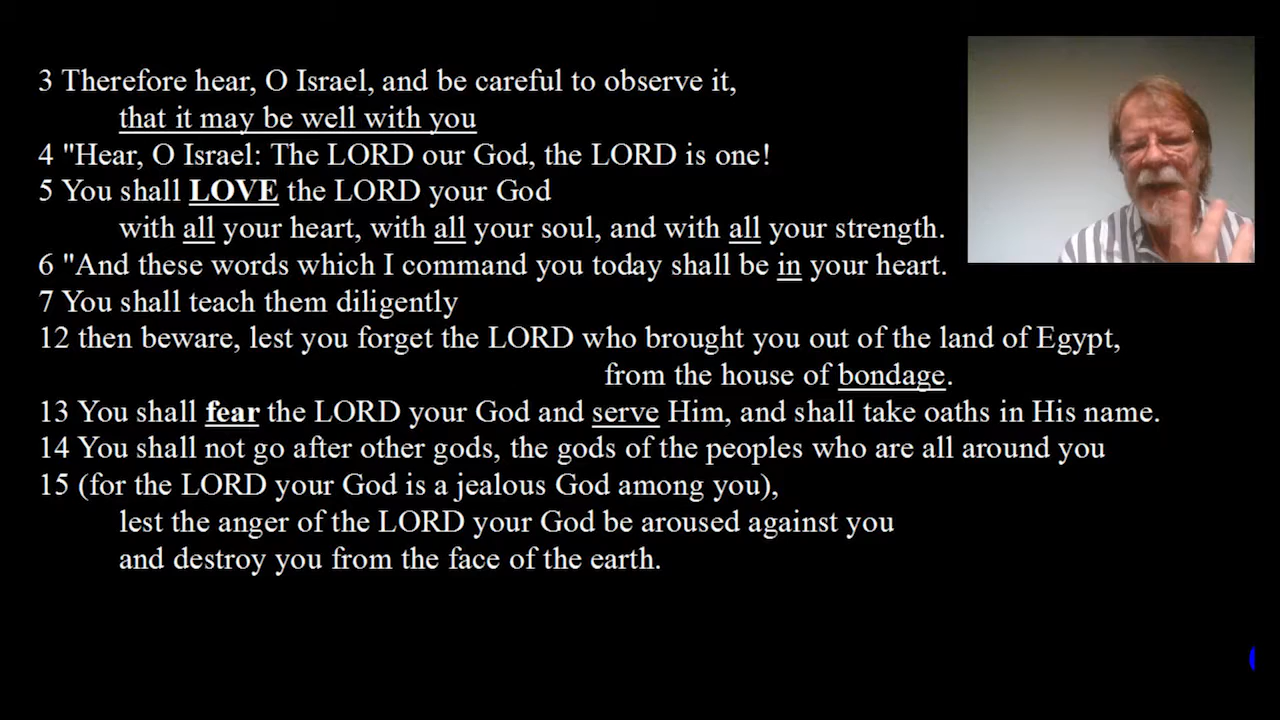 3 Therefore hear, O Israel, and be careful to observe it,
that it may be well with you
4 "Hear, O Israel: The LORD our God, the LORD is one!
5 You shall LOVE the LORD your God
with all your heart, with all your soul, and with all your strength.
6 "And these words which I command you today shall be in your heart.
7 You shall teach them diligently
12 then beware, lest you forget the LORD who brought you out of the land of Egypt,
from the house of bondage.
13 You shall fear the LORD your God and serve Him, and shall take oaths in His name.
14 You shall not go after other gods, the gods of the peoples who are all around you
15 (for the LORD your God is a jealous God among you),
lest the anger of the LORD your God be aroused against you
and destroy you from the face of the earth.